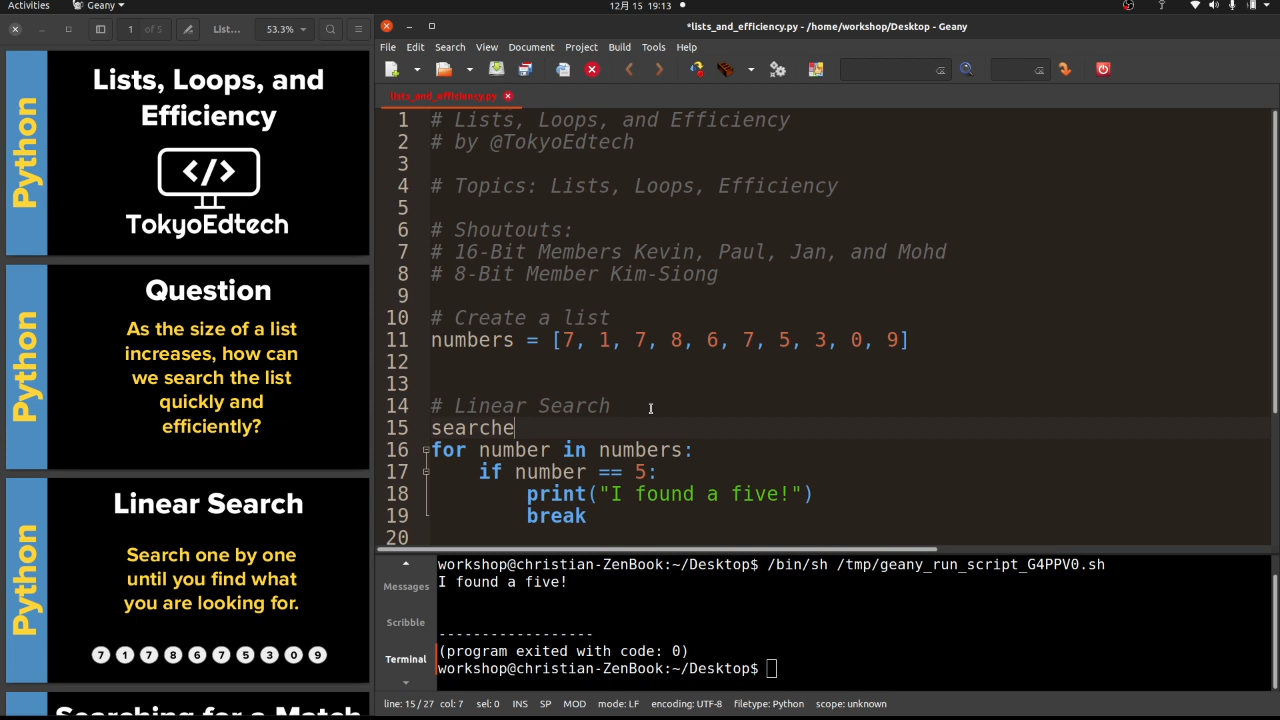 Activities
Geany
12月 15 19:13
1 of 5
List...
53.3%
Python
Lists, Loops, and
Efficiency
</>
TokyoEdtech
Python
Question
As the size of a list
increases, how can
we search the list
quickly and
efficiently?
Python
Linear Search
Search one by one
until you find what
you are looking for.
7 1 7 8 6 7 5 3 0 9
Searching for a Match
*lists_and_efficiency.py - /home/workshop/Desktop - Geany
File Edit Search View Document Project Build Tools Help
lists_and_efficiency.py
1 # Lists, Loops, and Efficiency
2 # by @TokyoEdtech
3
4 # Topics: Lists, Loops, Efficiency
5
6 # Shoutouts:
7 # 16-Bit Members Kevin, Paul, Jan, and Mohd
8 # 8-Bit Member Kim-Siong
9
10 # Create a list
11 numbers = [7, 1, 7, 8, 6, 7, 5, 3, 0, 9]
12
13
14 # Linear Search
15 searche
16 for number in numbers:
17 if number == 5:
18 print("I found a five!")
19 break
20
Messages
Scribble
Terminal
workshop@christian-ZenBook:~/Desktop$ /bin/sh /tmp/geany_run_script_G4PPV0.sh
I found a five!
------------------
(program exited with code: 0)
workshop@christian-ZenBook:~/Desktop$
line: 15 / 27 col: 7 sel: 0 INS SP MOD mode: LF encoding: UTF-8 filetype: Python scope: unknown